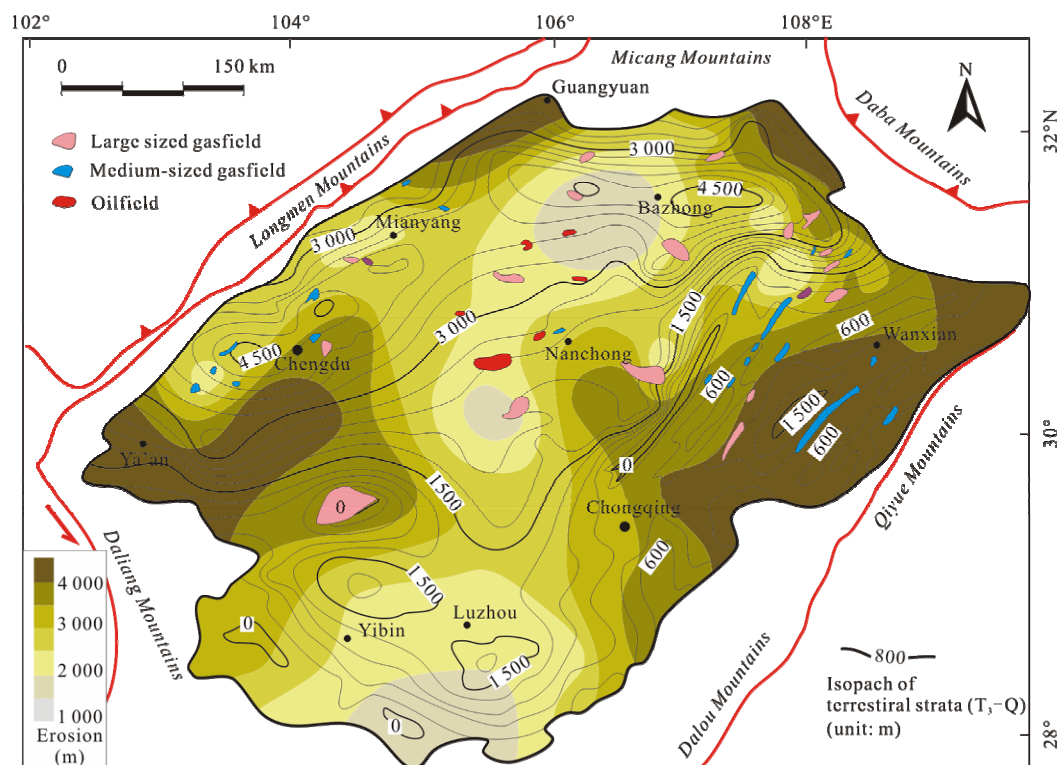 102°
104°
106°
108°E
0 150 km
Micang Mountains
Guangyuan
N
Daba Mountains
32°N
Large sized gasfield
Medium-sized gasfield
Oilfield
Longmen Mountains
3 000
4 500
Bazhong
Mianyang
3 000
1 500
600
Wanxian
3 000
Nanchong
4 500
Chengdu
600
1 500
600
30°
Ya'an
0
1500
0
Chongqing
Qiyue Mountains
600
Daliang Mountains
1 500
Luzhou
Yibin
0
1 500
0
4 000
3 000
2 000
1 000
Erosion
(m)
Dalou Mountains
800
Isopach of
terrestiral strata (T₃−Q)
(unit: m)
28°